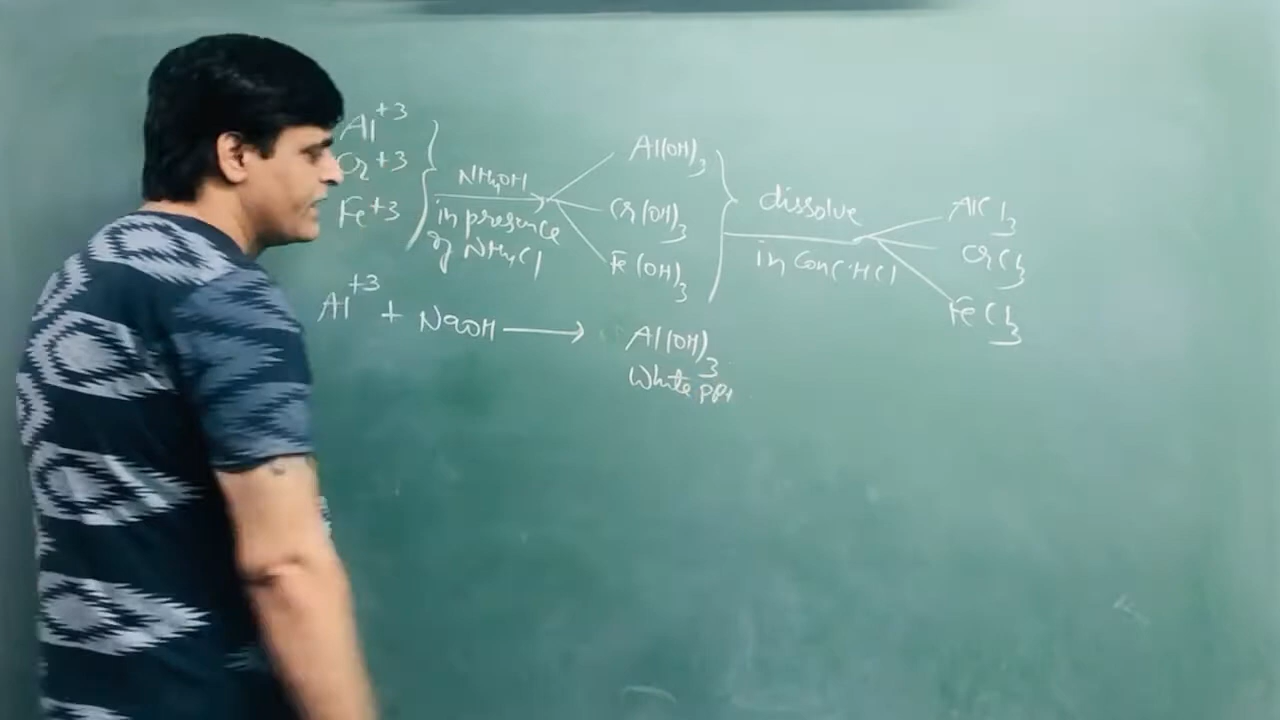 Al+3
Cr+3
Fe+3
NH4OH
in presence
of NH4Cl
Al(OH)3
Cr(OH)3
Fe(OH)3
dissolve
in Conc.HCl
AlCl3
CrCl3
FeCl3
Al+3 + NaOH → Al(OH)3
White ppt